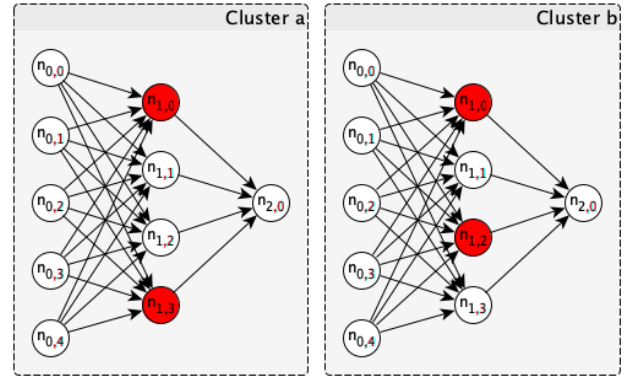 Cluster a
n0,0
n0,1
n0,2
n0,3
n0,4
n1,0
n1,1
n1,2
n1,3
n2,0
Cluster b
n0,0
n0,1
n0,2
n0,3
n0,4
n1,0
n1,1
n1,2
n1,3
n2,0